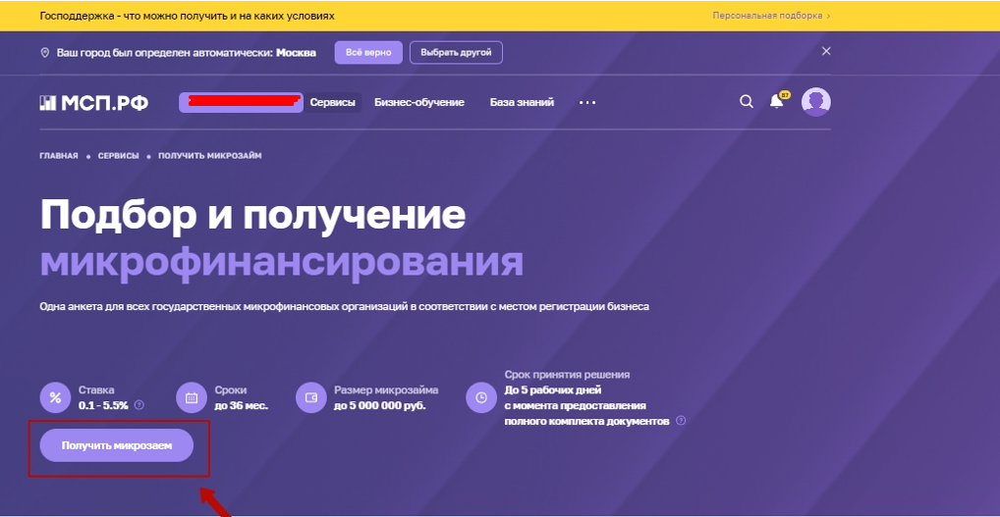 Господдержка - что можно получить и на каких условиях
Персональная подборка >
Ваш город был определен автоматически: Москва
Всё верно
Выбрать другой
МСП.РФ
Сервисы
Бизнес-обучение
База знаний
87
ГЛАВНАЯ • СЕРВИСЫ • ПОЛУЧИТЬ МИКРОЗАЙМ
Подбор и получение
микрофинансирования
Одна анкета для всех государственных микрофинансовых организаций в соответствии с местом регистрации бизнеса
Ставка
0.1 - 5.5%
Сроки
до 36 мес.
Размер микрозайма
до 5 000 000 руб.
Срок принятия решения
До 5 рабочих дней
с момента предоставления
полного комплекта документов
Получить микрозаем